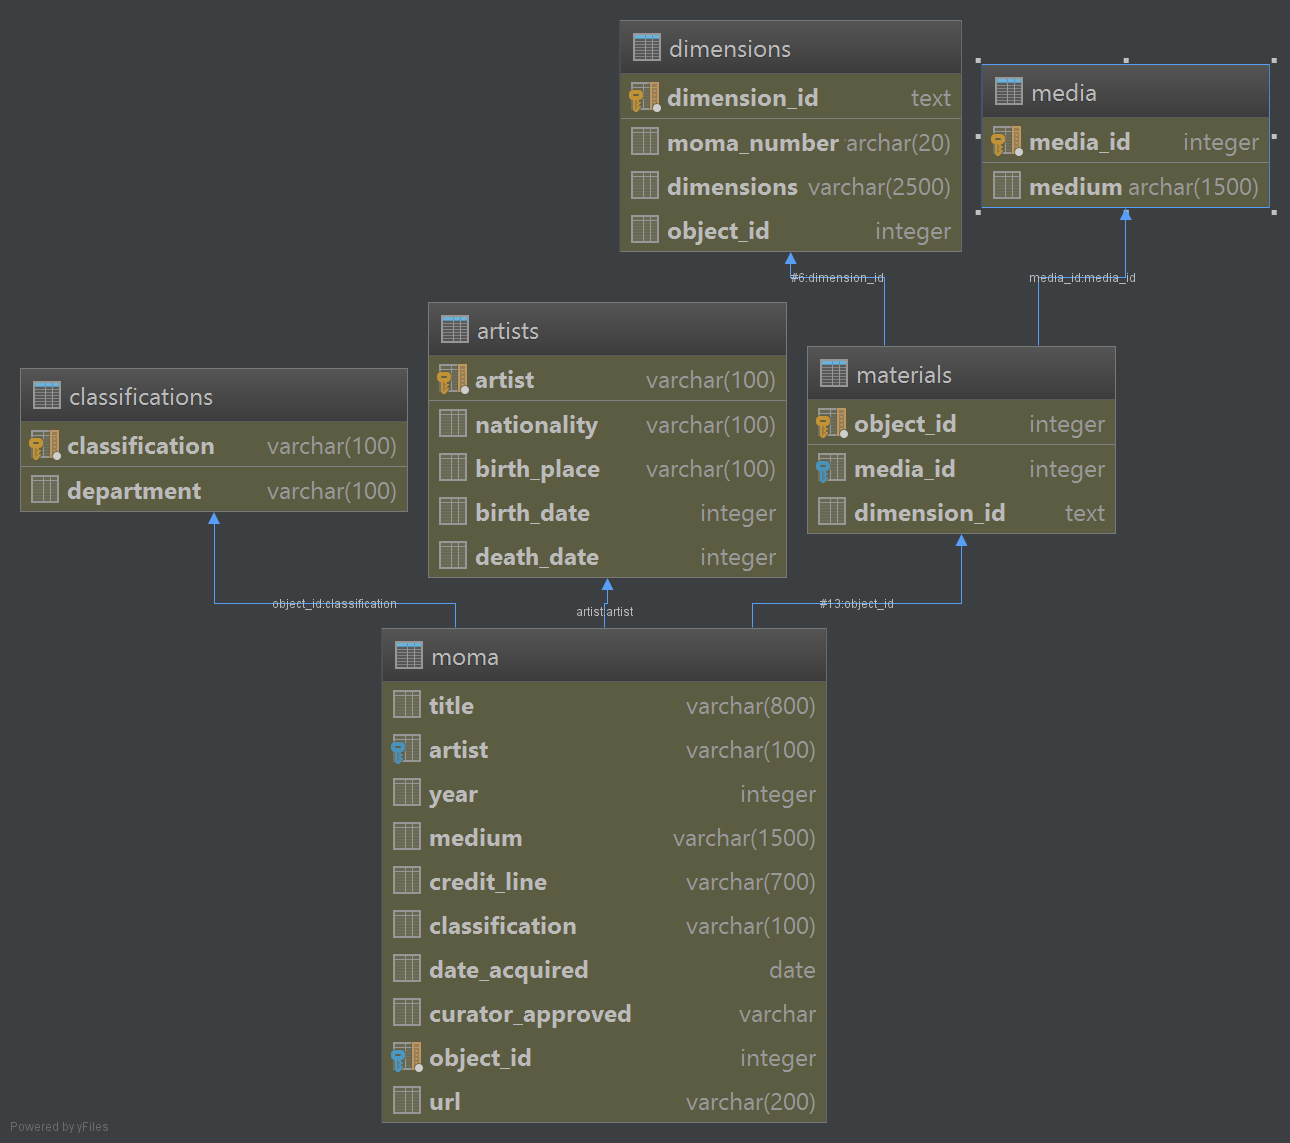 dimensions
dimension_id text
moma_number archar(20)
dimensions varchar(2500)
object_id integer
media
media_id integer
medium archar(1500)
#6:dimension_id
media_id:media_id
artists
artist varchar(100)
nationality varchar(100)
birth_place varchar(100)
birth_date integer
death_date integer
materials
object_id integer
media_id integer
dimension_id text
classifications
classification varchar(100)
department varchar(100)
object_id:classification
artist:artist
#13:object_id
moma
title varchar(800)
artist varchar(100)
year integer
medium varchar(1500)
credit_line varchar(700)
classification varchar(100)
date_acquired date
curator_approved varchar
object_id integer
url varchar(200)
Powered by yFiles